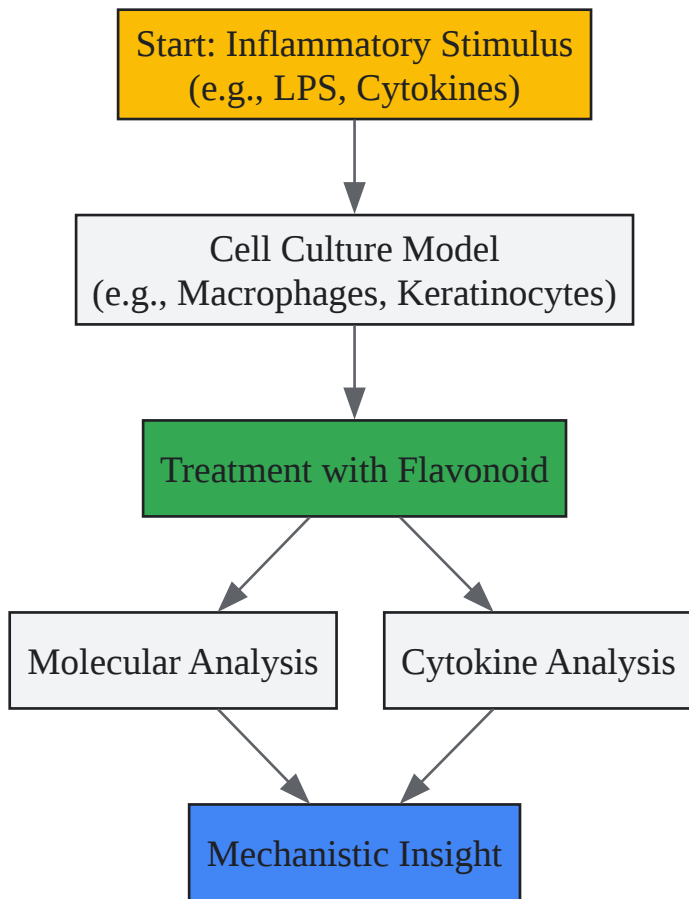 Start: Inflammatory Stimulus
(e.g., LPS, Cytokines)
Cell Culture Model
(e.g., Macrophages, Keratinocytes)
Treatment with Flavonoid
Molecular Analysis
Cytokine Analysis
Mechanistic Insight